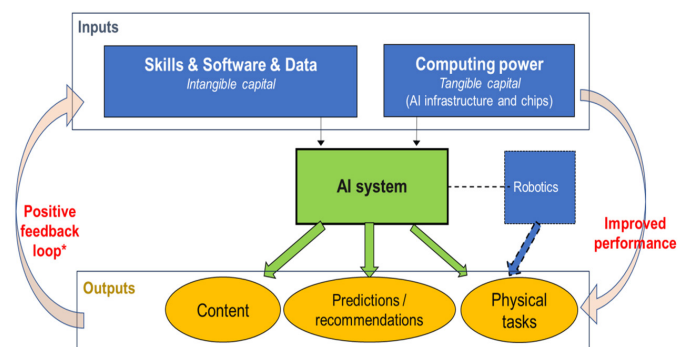 Inputs
Skills & Software & Data
Intangible capital
Computing power
Tangible capital
(AI infrastructure and chips)
AI system
Robotics
Positive
feedback
loop*
Improved
performance
Outputs
Content
Predictions /
recommendations
Physical
tasks